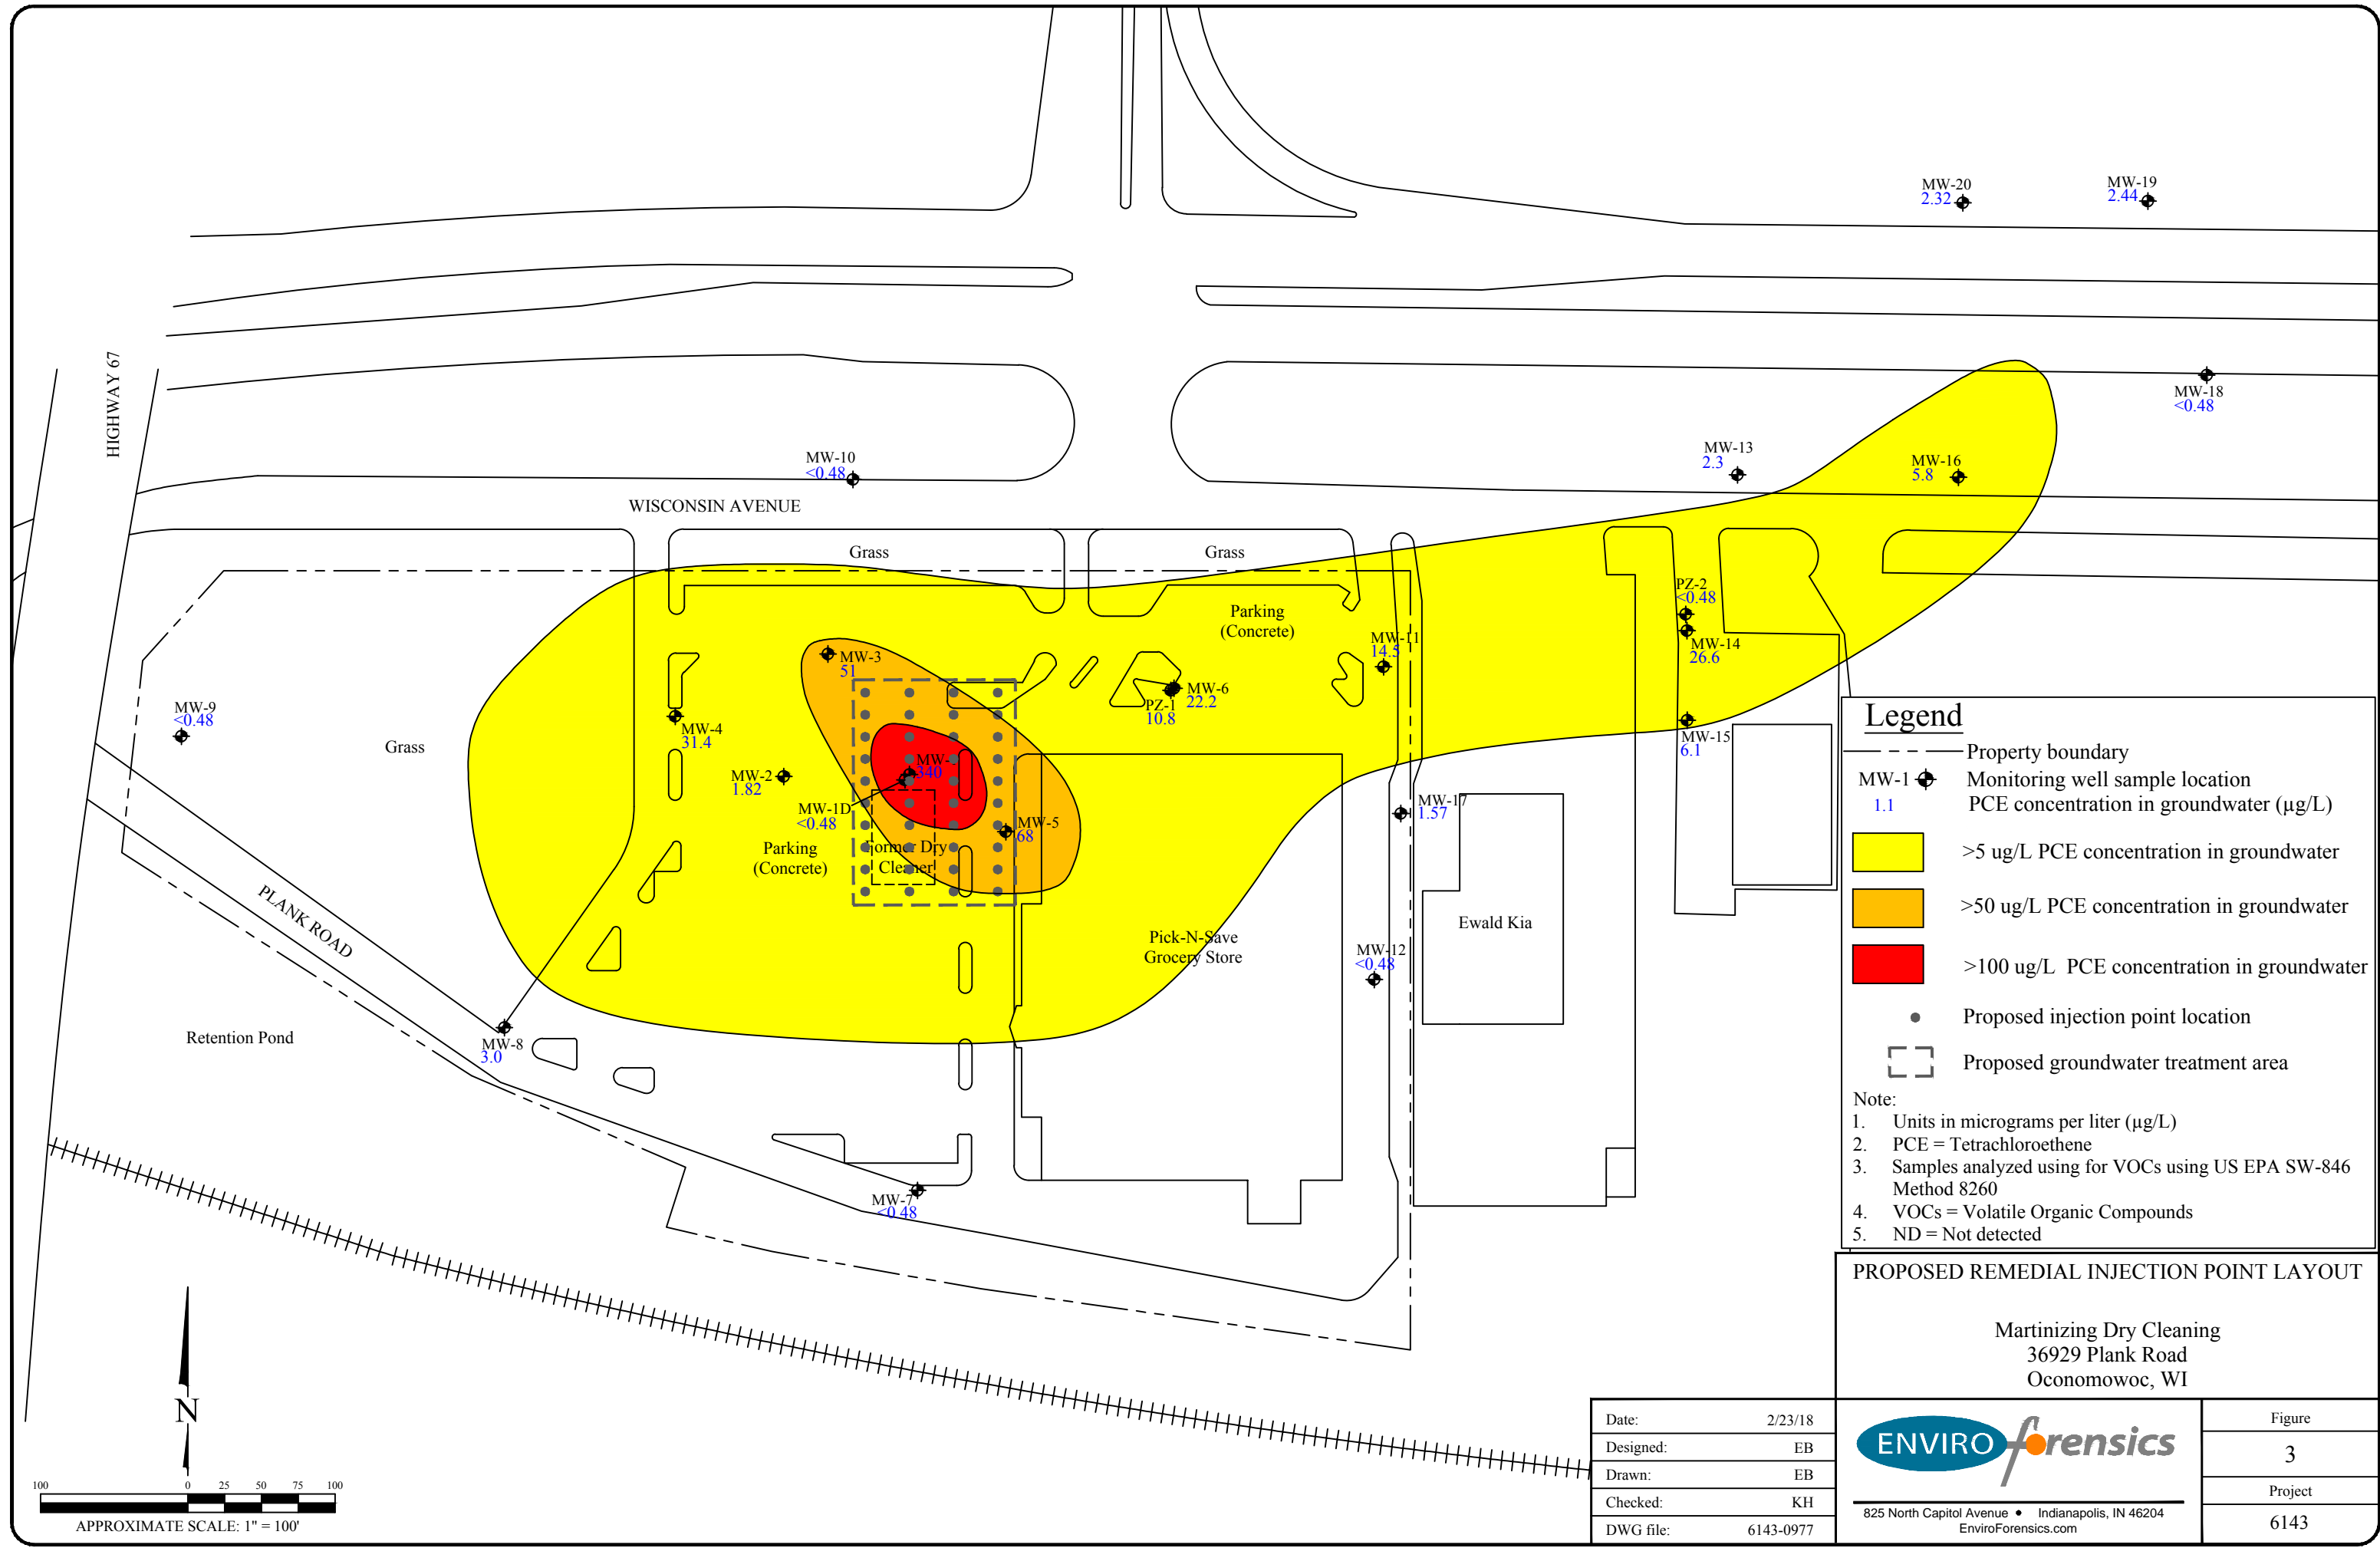 MW-20
2.32
MW-19
2.44
HIGHWAY 67
MW-18
<0.48
MW-10
<0.48
MW-13
2.3
MW-16
5.8
WISCONSIN AVENUE
Grass
Grass
PZ-2
<0.48
Parking
(Concrete)
MW-11
14.5
MW-14
26.6
MW-3
51
MW-6
22.2
PZ-1
10.8
MW-9
<0.48
Grass
MW-4
31.4
MW-15
6.1
MW-2
1.82
MW-
340
MW-1D
<0.48
MW-17
1.57
MW-5
68
Parking
(Concrete)
Former Dry
Cleaner
PLANK ROAD
Pick-N-Save
Grocery Store
Ewald Kia
MW-12
<0.48
Retention Pond
MW-8
3.0
MW-7
<0.48
Legend
Property boundary
MW-1 Monitoring well sample location
1.1 PCE concentration in groundwater (µg/L)
>5 ug/L PCE concentration in groundwater
>50 ug/L PCE concentration in groundwater
>100 ug/L PCE concentration in groundwater
Proposed injection point location
Proposed groundwater treatment area
Note:
1. Units in micrograms per liter (µg/L)
2. PCE = Tetrachloroethene
3. Samples analyzed using for VOCs using US EPA SW-846
Method 8260
4. VOCs = Volatile Organic Compounds
5. ND = Not detected
PROPOSED REMEDIAL INJECTION POINT LAYOUT
Martinizing Dry Cleaning
36929 Plank Road
Oconomowoc, WI
N
100 0 25 50 75 100
APPROXIMATE SCALE: 1" = 100'
Date: 2/23/18
Designed: EB
Drawn: EB
Checked: KH
DWG file: 6143-0977
ENVIROforensics
825 North Capitol Avenue • Indianapolis, IN 46204
EnviroForensics.com
Figure
3
Project
6143